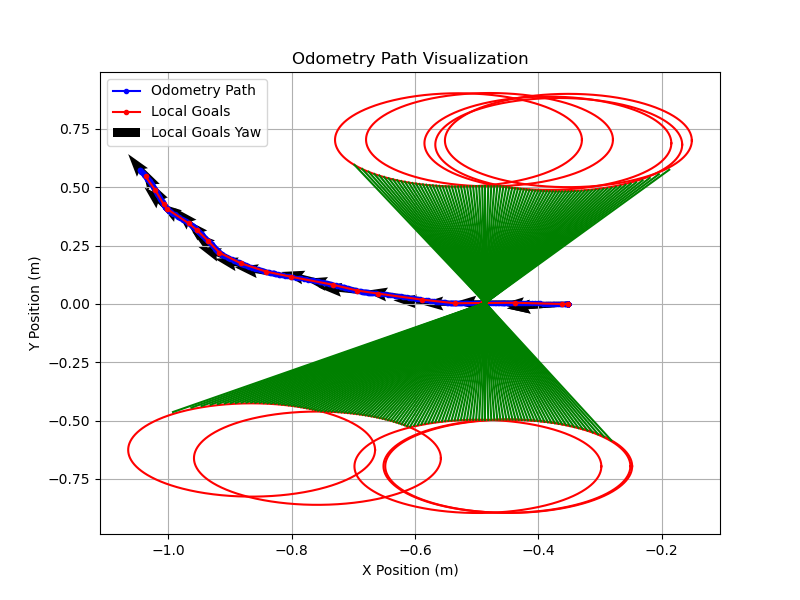 Odometry Path Visualization
Odometry Path
Local Goals
Local Goals Yaw
Y Position (m)
0.75
0.50
0.25
0.00
−0.25
−0.50
−0.75
−1.0 −0.8 −0.6 −0.4 −0.2
X Position (m)